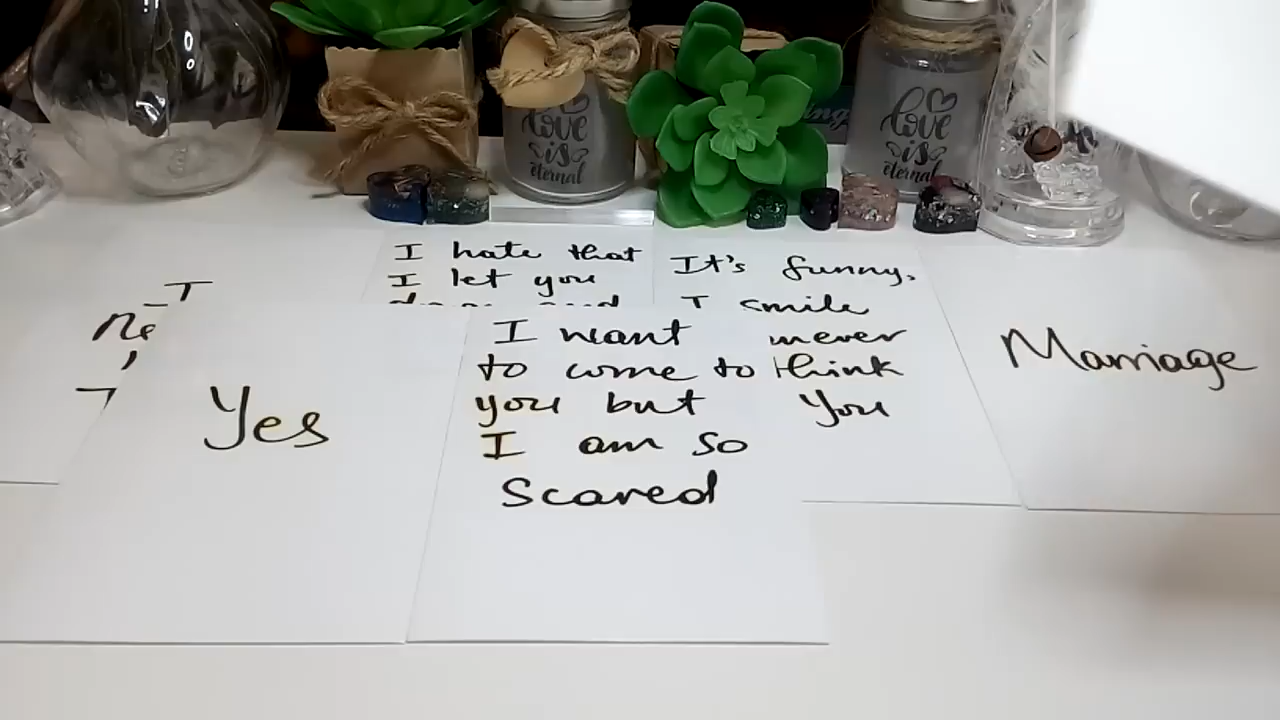 love
is
eternal
love
is
eternal
I hate that
I let you
It's funny,
I smile
never
think
You
Marriage
Yes
I want
to come to
you but
I am so
Scared